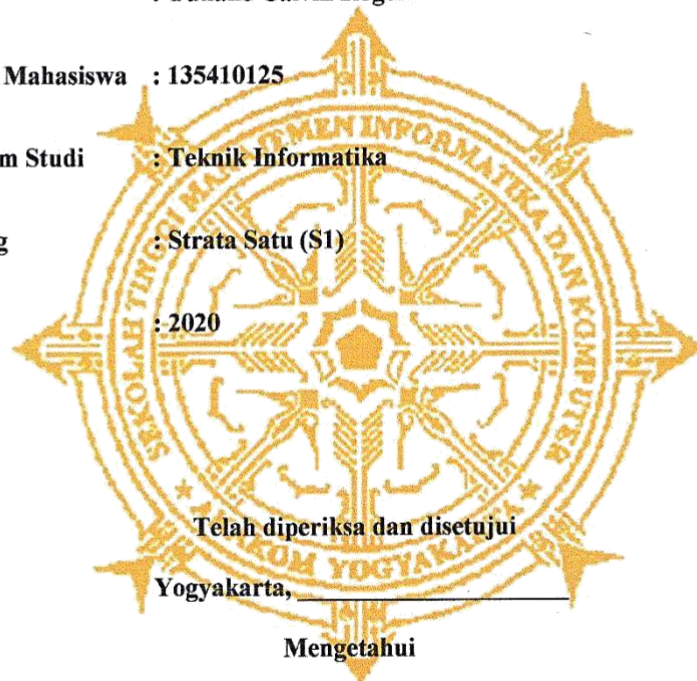 Mahasiswa : 135410125
m Studi : Teknik Informatika
g : Strata Satu (S1)
: 2020
SEKOLAH TINGGI MANAJEMEN INFORMATIKA DAN KOMPUTER
AKAKOM YOGYAKARTA
Telah diperiksa dan disetujui
Yogyakarta,
Mengetahui